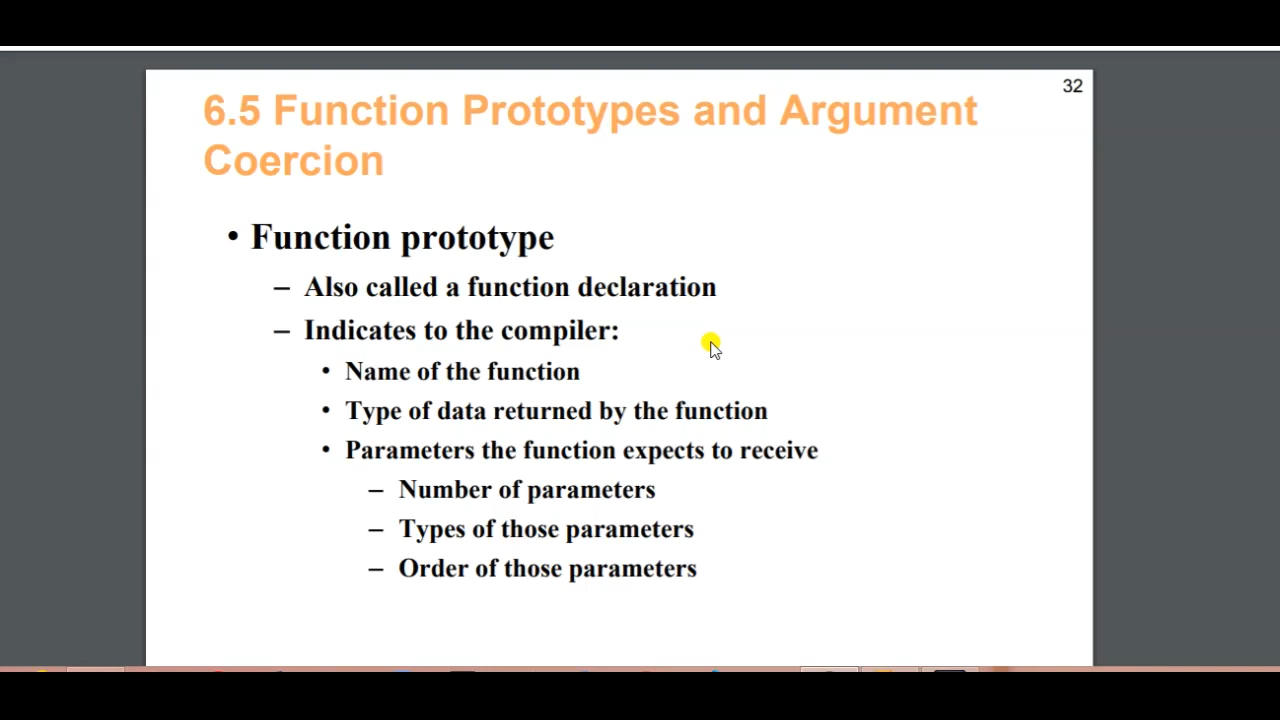 32
6.5 Function Prototypes and Argument
Coercion
• Function prototype
– Also called a function declaration
– Indicates to the compiler:
• Name of the function
• Type of data returned by the function
• Parameters the function expects to receive
– Number of parameters
– Types of those parameters
– Order of those parameters